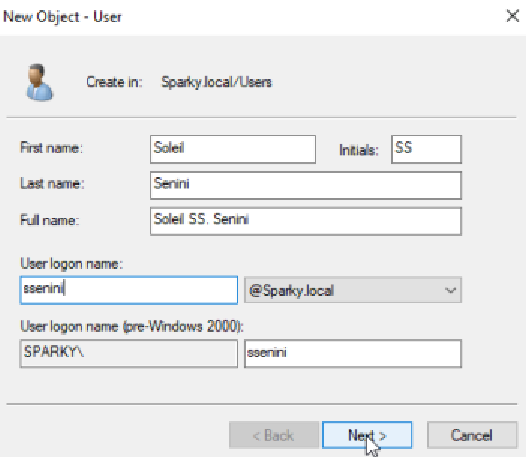 New Object - User
Create in: Sparky.local/Users
First name: Soleil Initials: SS
Last name: Senini
Full name: Soleil SS. Senini
User logon name:
ssenini @Sparky.local
User logon name (pre-Windows 2000):
SPARKY\ ssenini
< Back Next > Cancel